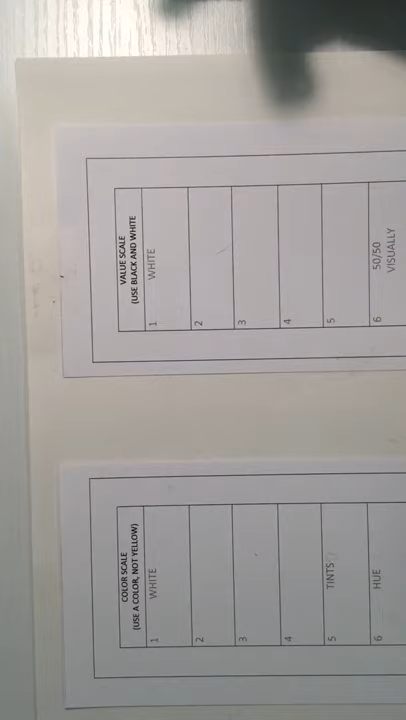 VALUE SCALE
(USE BLACK AND WHITE
1 WHITE
2
3
4
5
6 50/50
VISUALLY
COLOR SCALE
(USE A COLOR, NOT YELLOW)
1 WHITE
2
3
4
5 TINTS
6 HUE